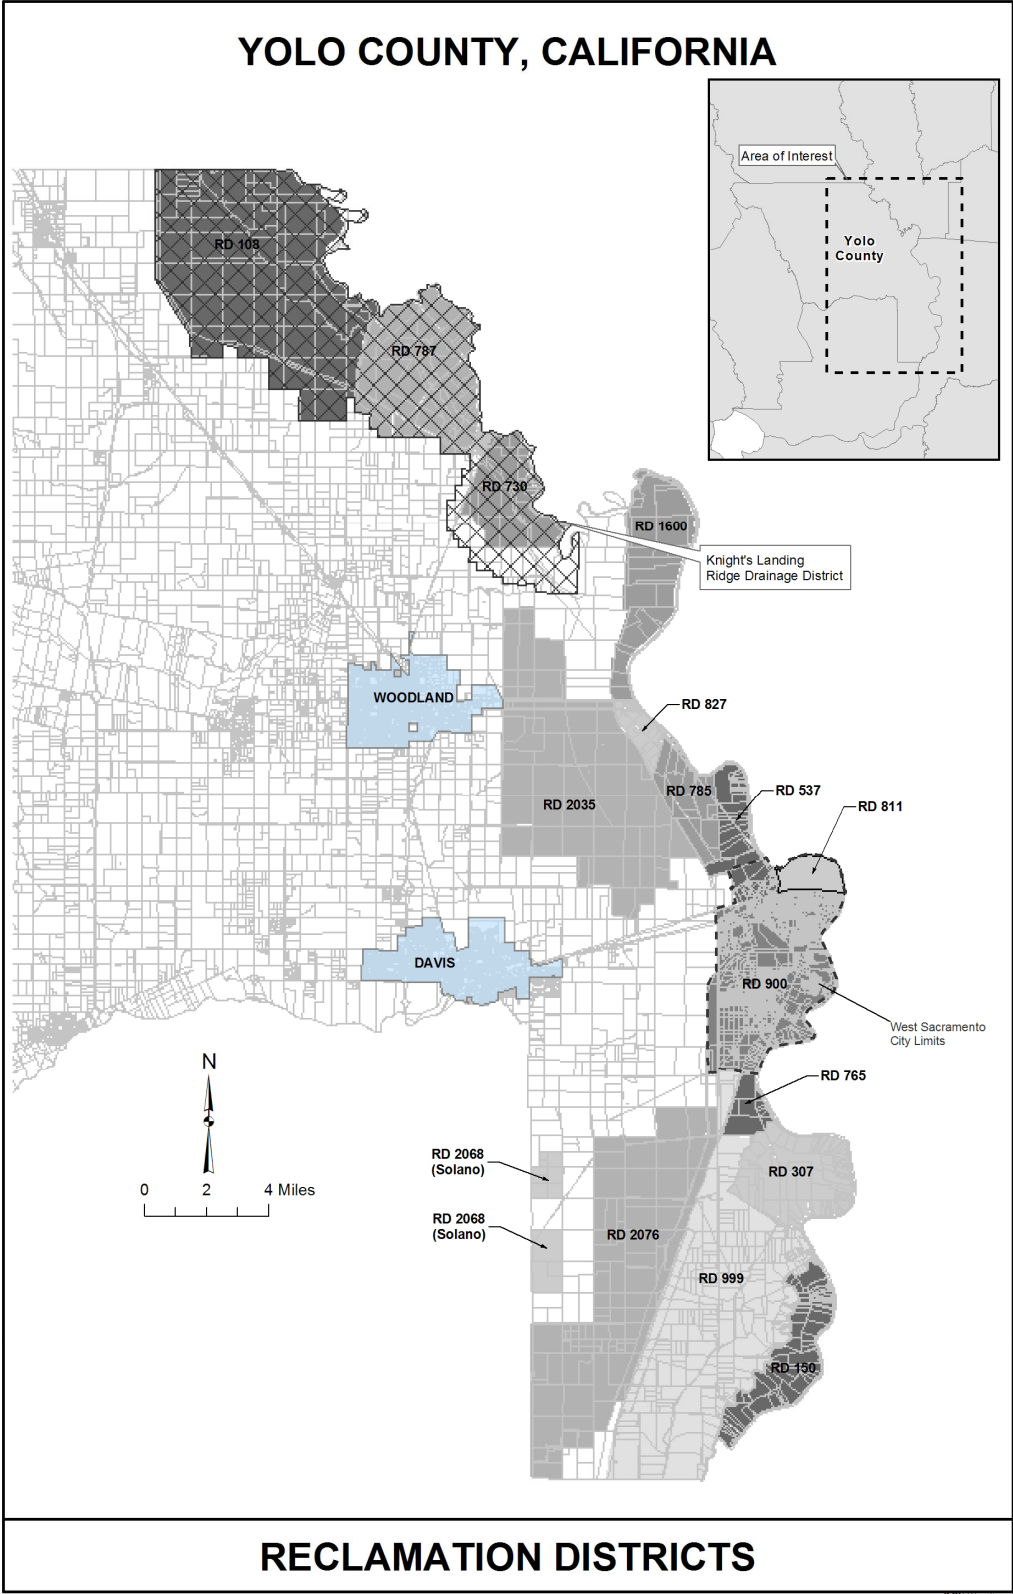 YOLO COUNTY, CALIFORNIA
Area of Interest
Yolo
County
RD 108
RD 787
RD 730
RD 1600
Knight's Landing
Ridge Drainage District
WOODLAND
RD 827
RD 785
RD 537
RD 2035
RD 811
DAVIS
RD 900
West Sacramento
City Limits
N
RD 765
RD 2068
(Solano)
RD 307
0 2 4 Miles
RD 2068
(Solano)
RD 2076
RD 999
RD 150
RECLAMATION DISTRICTS